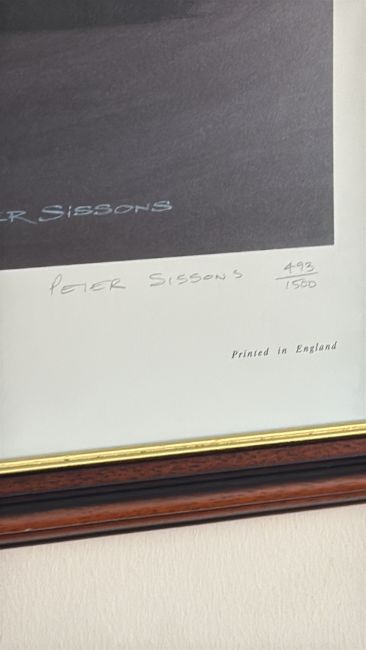 ER SISSONS
PETER SISSONS 493/1500
Printed in England